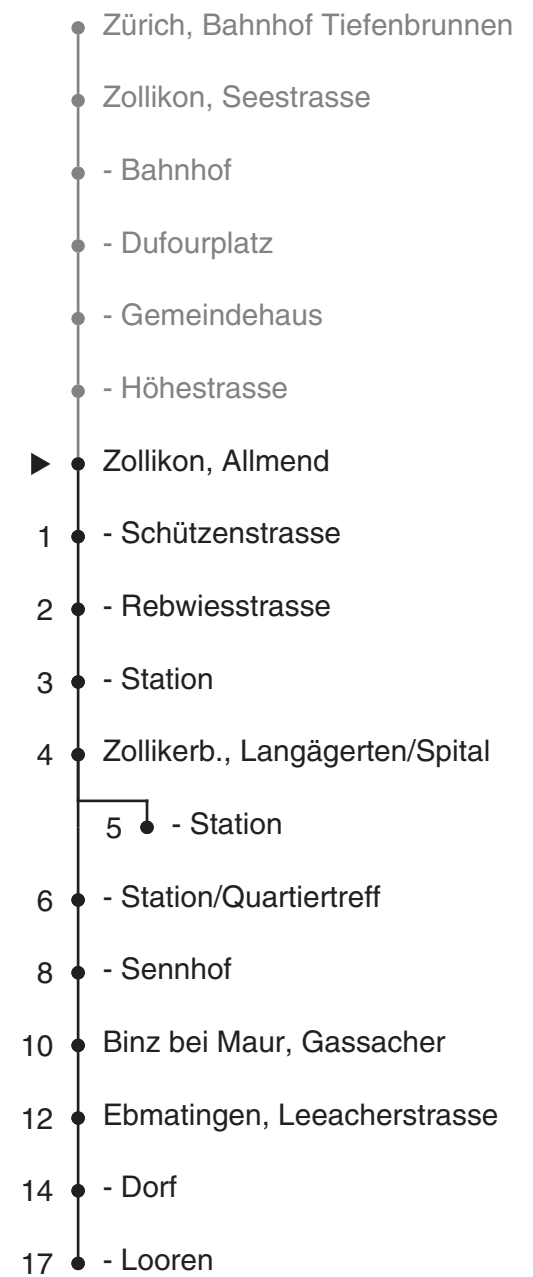 Zürich, Bahnhof Tiefenbrunnen
Zollikon, Seestrasse
- Bahnhof
- Dufourplatz
- Gemeindehaus
- Höhestrasse
Zollikon, Allmend
1 - Schützenstrasse
2 - Rebwiesstrasse
3 - Station
4 Zollikerb., Langägerten/Spital
5 - Station
6 - Station/Quartiertreff
8 - Sennhof
10 Binz bei Maur, Gassacher
12 Ebmatingen, Leeacherstrasse
14 - Dorf
17 - Looren